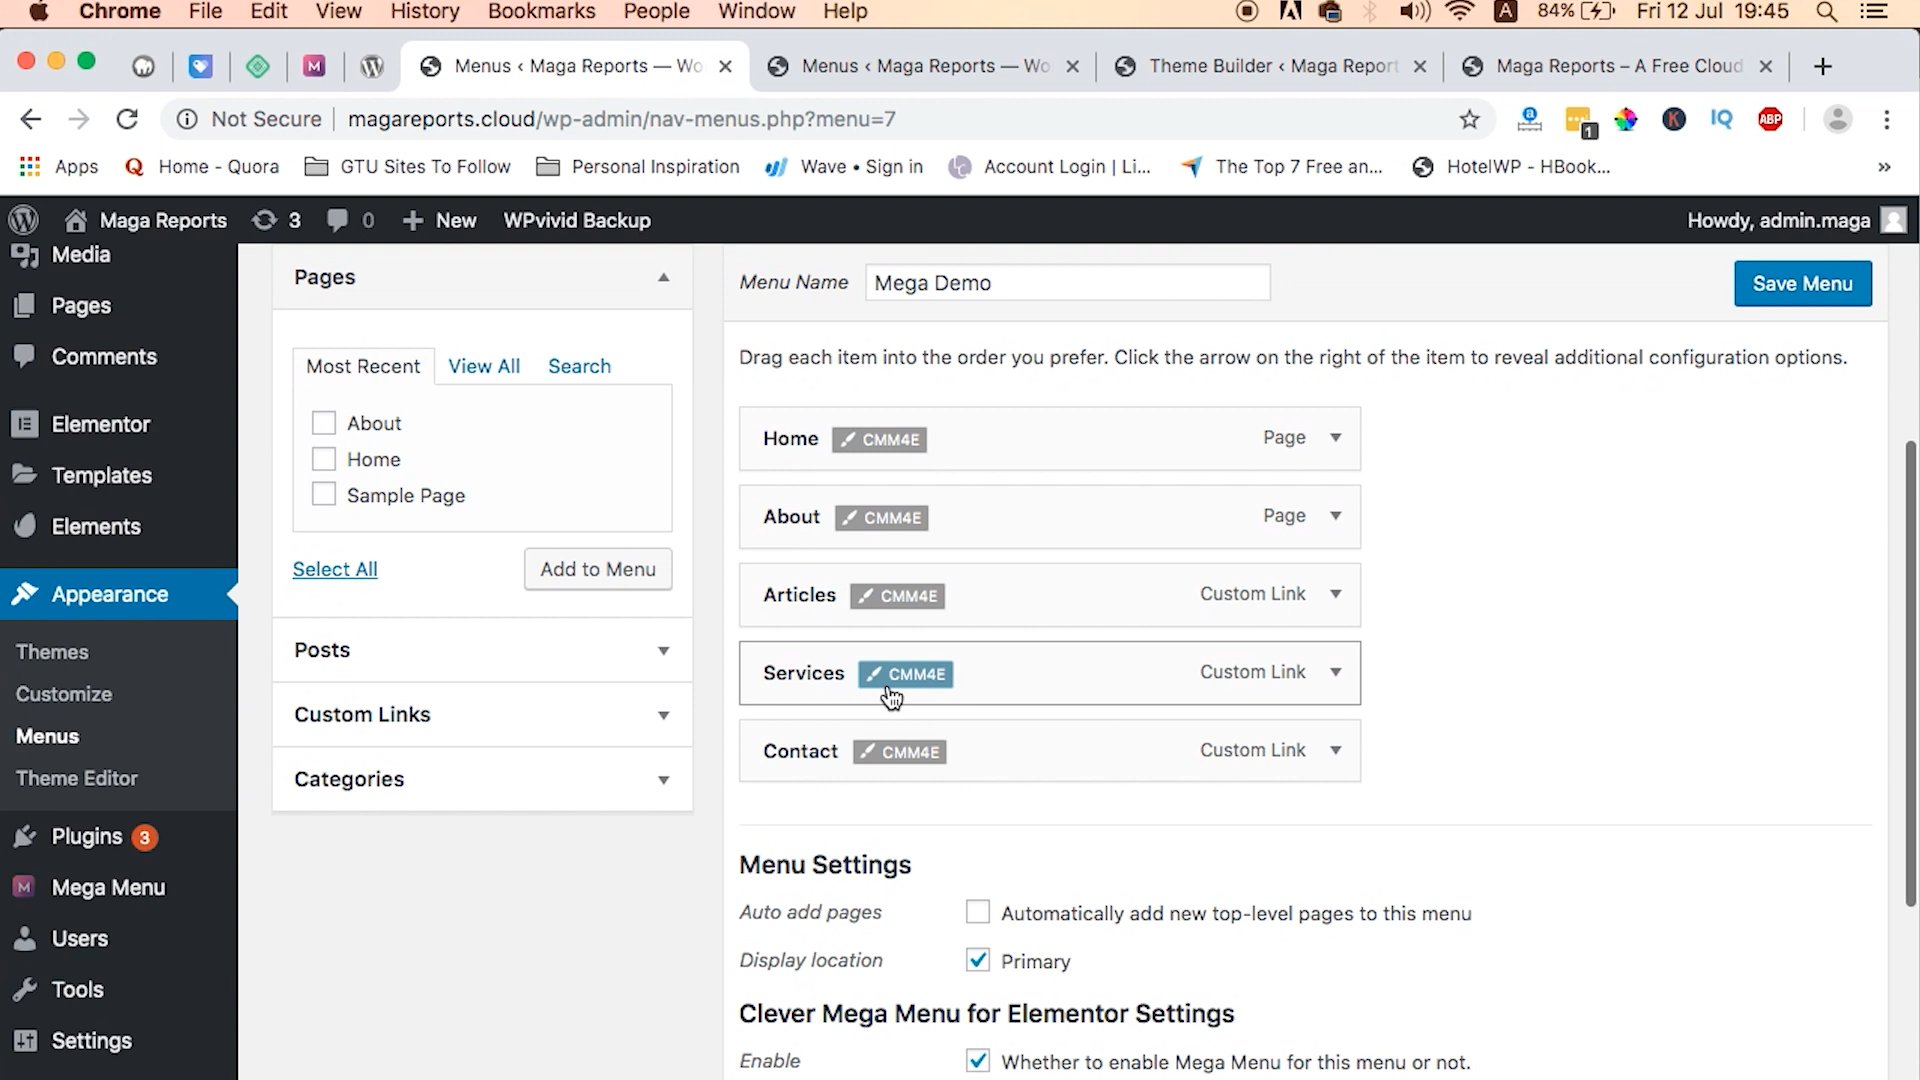 Chrome File Edit View History Bookmarks People Window Help 84% Fri 12 Jul 19:45
Menus ‹ Maga Reports — Wo Menus ‹ Maga Reports — Wo Theme Builder ‹ Maga Report Maga Reports – A Free Cloud
Not Secure magareports.cloud/wp-admin/nav-menus.php?menu=7 1 K IQ ABP
Apps Home - Quora GTU Sites To Follow Personal Inspiration Wave • Sign in Account Login | Li... The Top 7 Free an... HotelWP - HBook... »
Maga Reports 3 0 New WPvivid Backup Howdy, admin.maga
Media
Pages
Comments
Elementor
Templates
Elements
Appearance
Themes
Customize
Menus
Theme Editor
Plugins 3
Mega Menu
Users
Tools
Settings
Pages
Most Recent View All Search
About
Home
Sample Page
Select All Add to Menu
Posts
Custom Links
Categories
Menu Name Mega Demo Save Menu
Drag each item into the order you prefer. Click the arrow on the right of the item to reveal additional configuration options.
Home CMM4E Page
About CMM4E Page
Articles CMM4E Custom Link
Services CMM4E Custom Link
Contact CMM4E Custom Link
Menu Settings
Auto add pages Automatically add new top-level pages to this menu
Display location Primary
Clever Mega Menu for Elementor Settings
Enable Whether to enable Mega Menu for this menu or not.